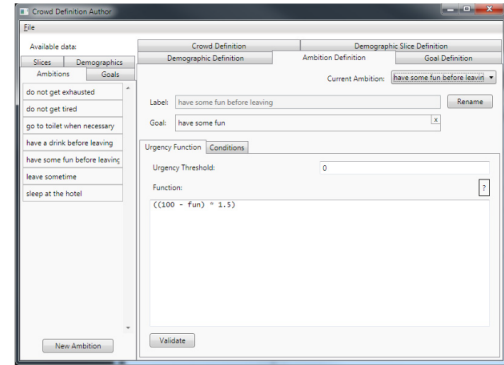 Crowd Definition Author
File
Available data:
Slices Demographics
Ambitions Goals
do not get exhausted
do not get tired
go to toilet when necessary
have a drink before leaving
have some fun before leaving
leave sometime
sleep at the hotel
New Ambition
Crowd Definition Demographic Slice Definition
Demographic Definition Ambition Definition Goal Definition
Current Ambition: have some fun before leavin
Label: have some fun before leaving Rename
Goal: have some fun x
Urgency Function Conditions
Urgency Threshold: 0
Function: ?
((100 - fun) ^ 1.5)
Validate